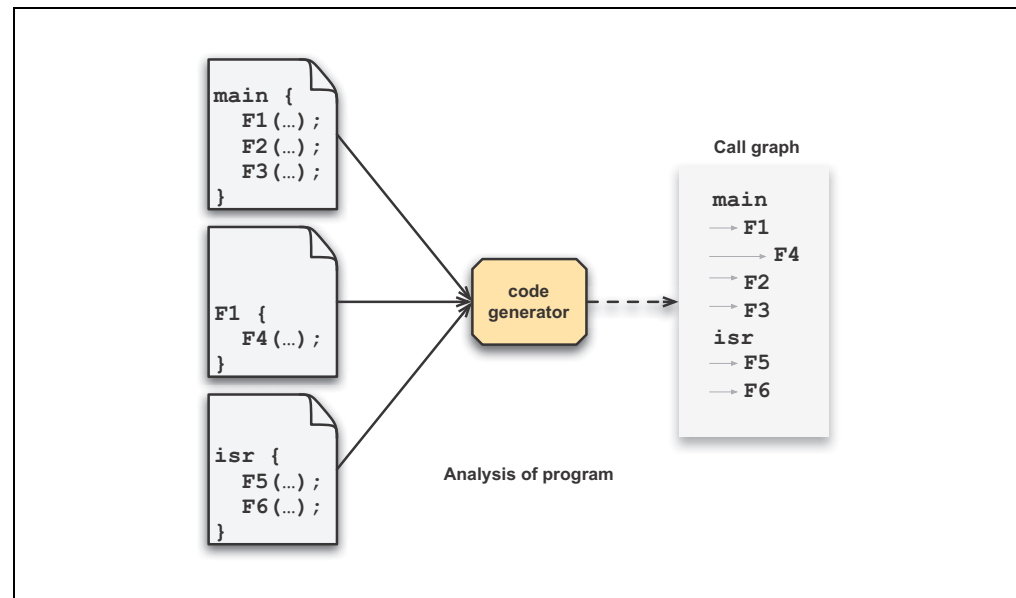 main {
  F1(…);
  F2(…);
  F3(…);
}
F1 {
  F4(…);
}
isr {
  F5(…);
  F6(…);
}
code
generator
Analysis of program
Call graph
main
F1
F4
F2
F3
isr
F5
F6